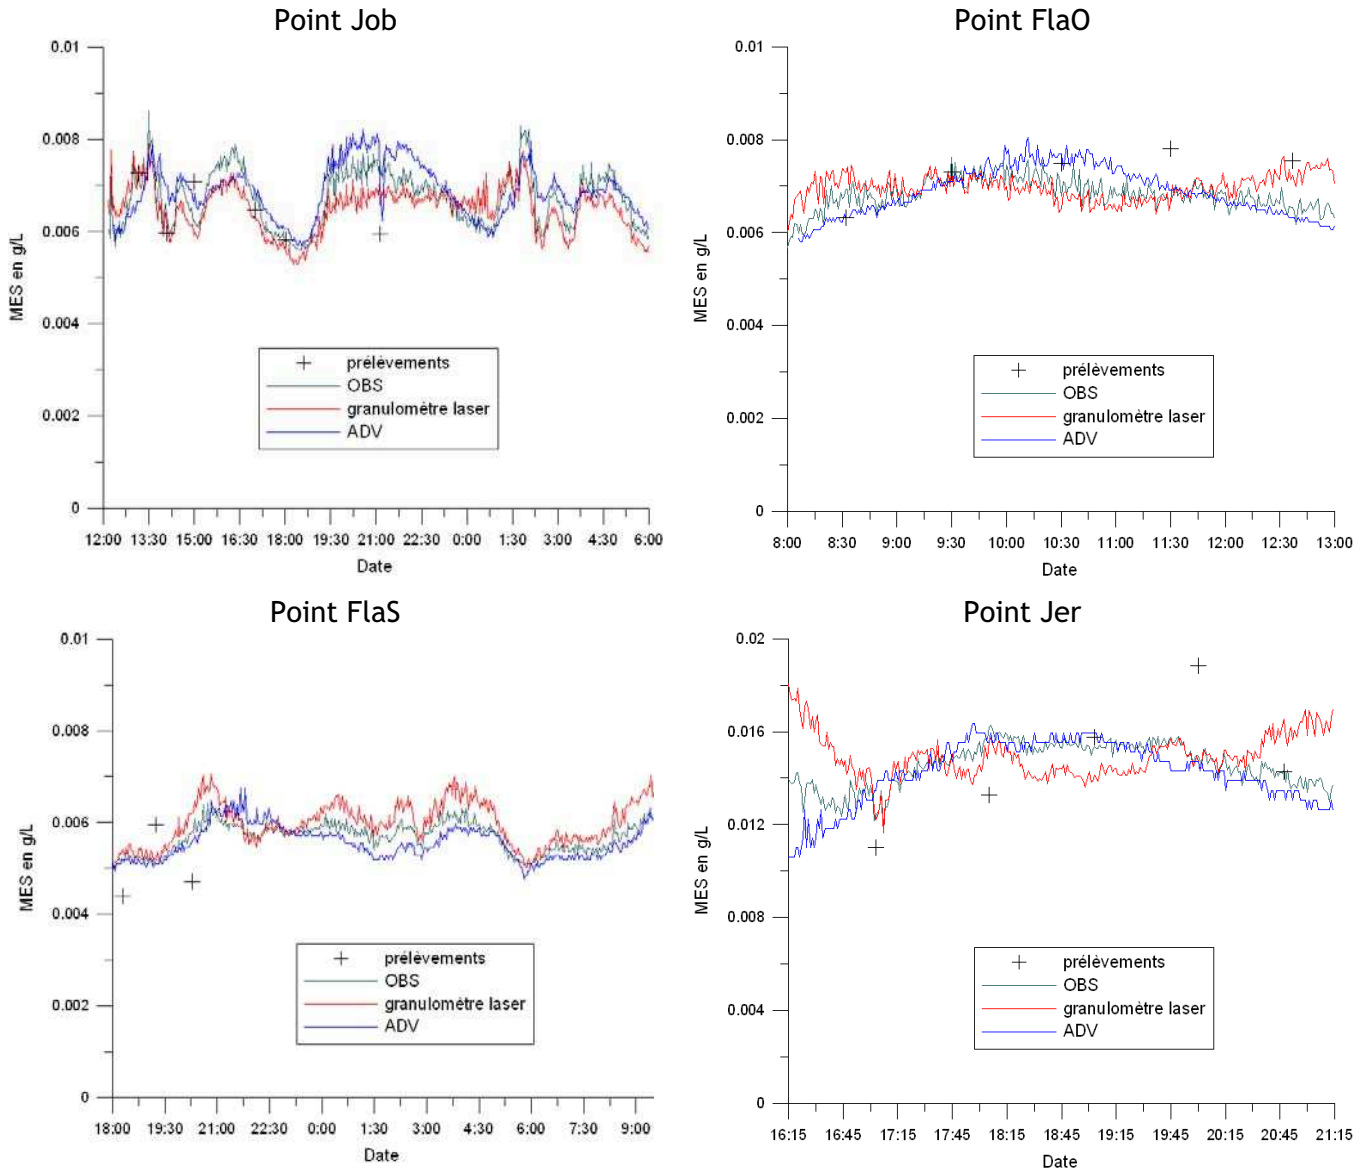 Point Job
0.01
0.008
0.006
0.004
0.002
0
MES en g/L
prélèvements
OBS
granulomètre laser
ADV
12:00 13:30 15:00 16:30 18:00 19:30 21:00 22:30 0:00 1:30 3:00 4:30 6:00
Date
Point FlaO
0.01
0.008
0.006
0.004
0.002
0
MES en g/L
prélèvements
OBS
granulomètre laser
ADV
8:00 8:30 9:00 9:30 10:00 10:30 11:00 11:30 12:00 12:30 13:00
Date
Point FlaS
0.01
0.008
0.006
0.004
0.002
0
MES en g/L
prélèvements
OBS
granulomètre laser
ADV
18:00 19:30 21:00 22:30 0:00 1:30 3:00 4:30 6:00 7:30 9:00
Date
Point Jer
0.02
0.016
0.012
0.008
0.004
0
MES en g/L
prélèvements
OBS
granulomètre laser
ADV
16:15 16:45 17:15 17:45 18:15 18:45 19:15 19:45 20:15 20:45 21:15
Date